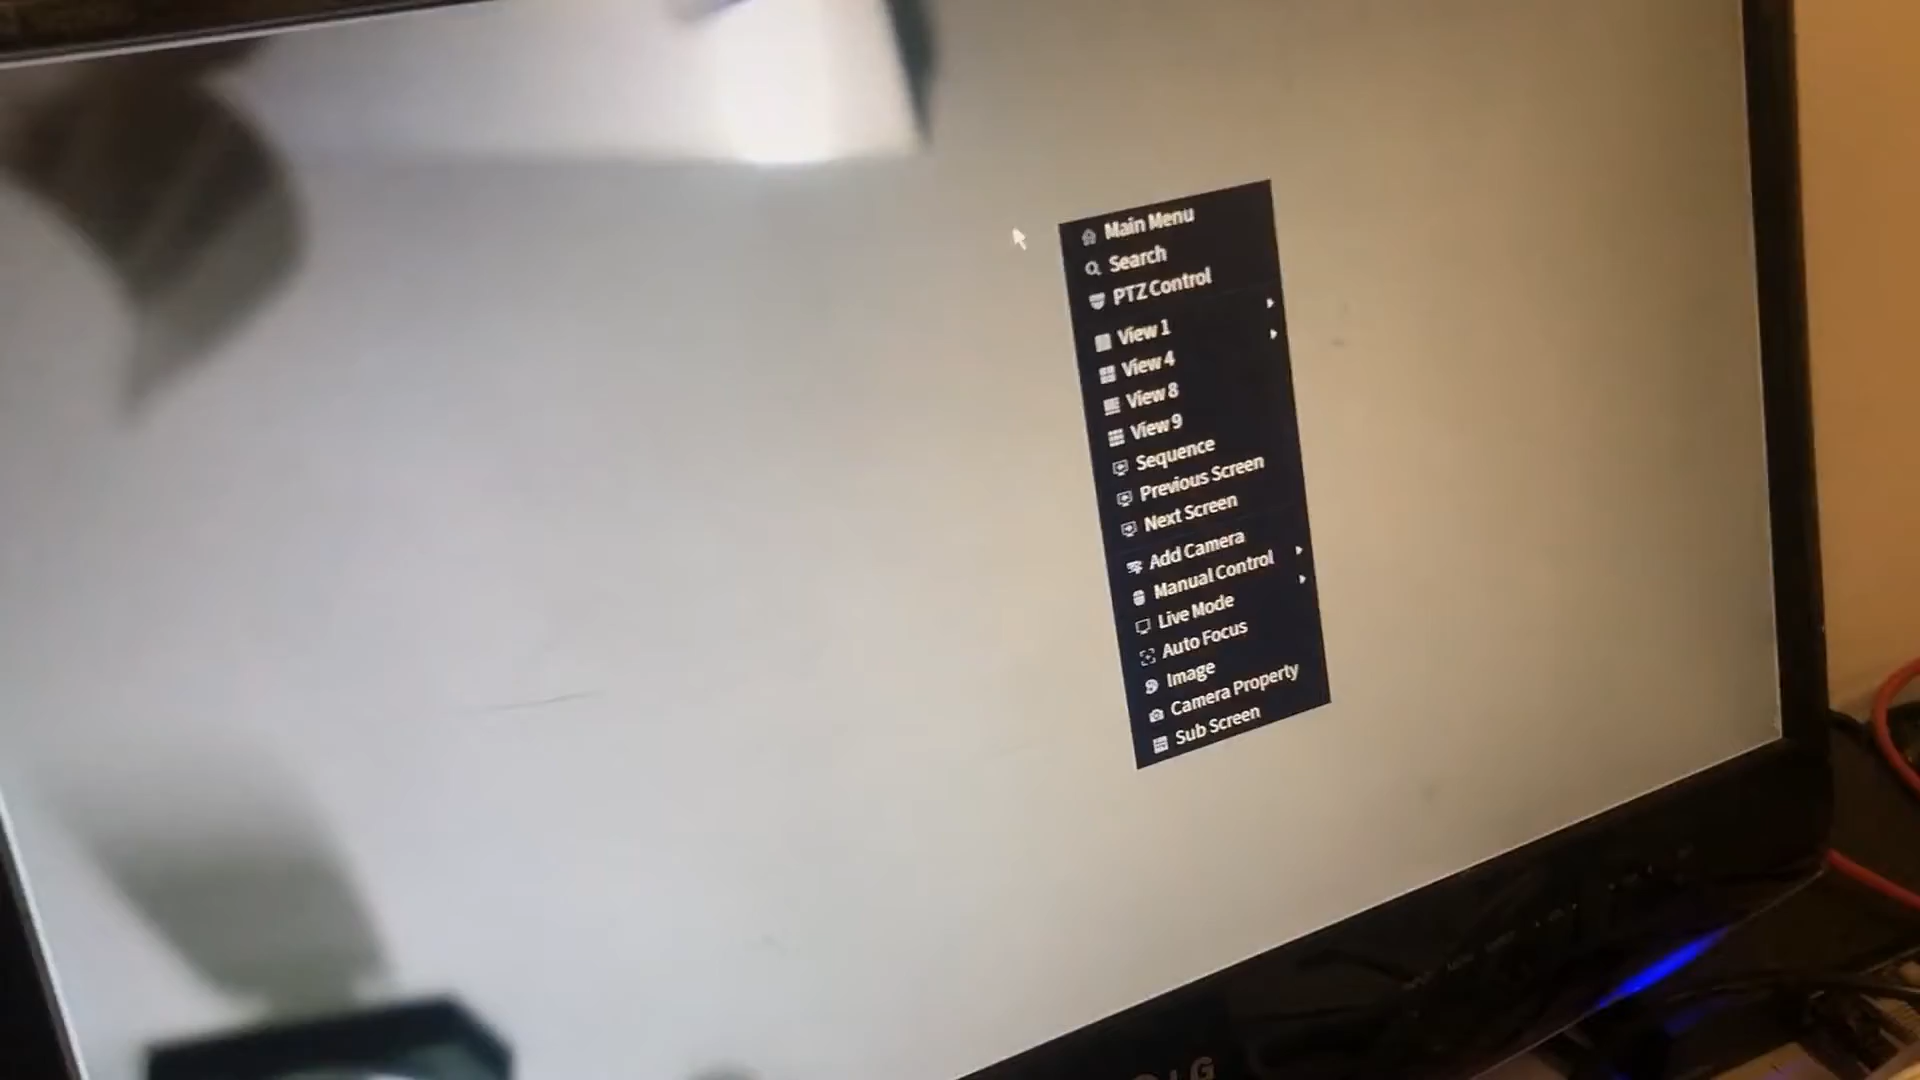 Main Menu
Search
PTZ Control
View 1
View 4
View 8
View 9
Sequence
Previous Screen
Next Screen
Add Camera
Manual Control
Live Mode
Auto Focus
Image
Camera Property
Sub Screen
LG